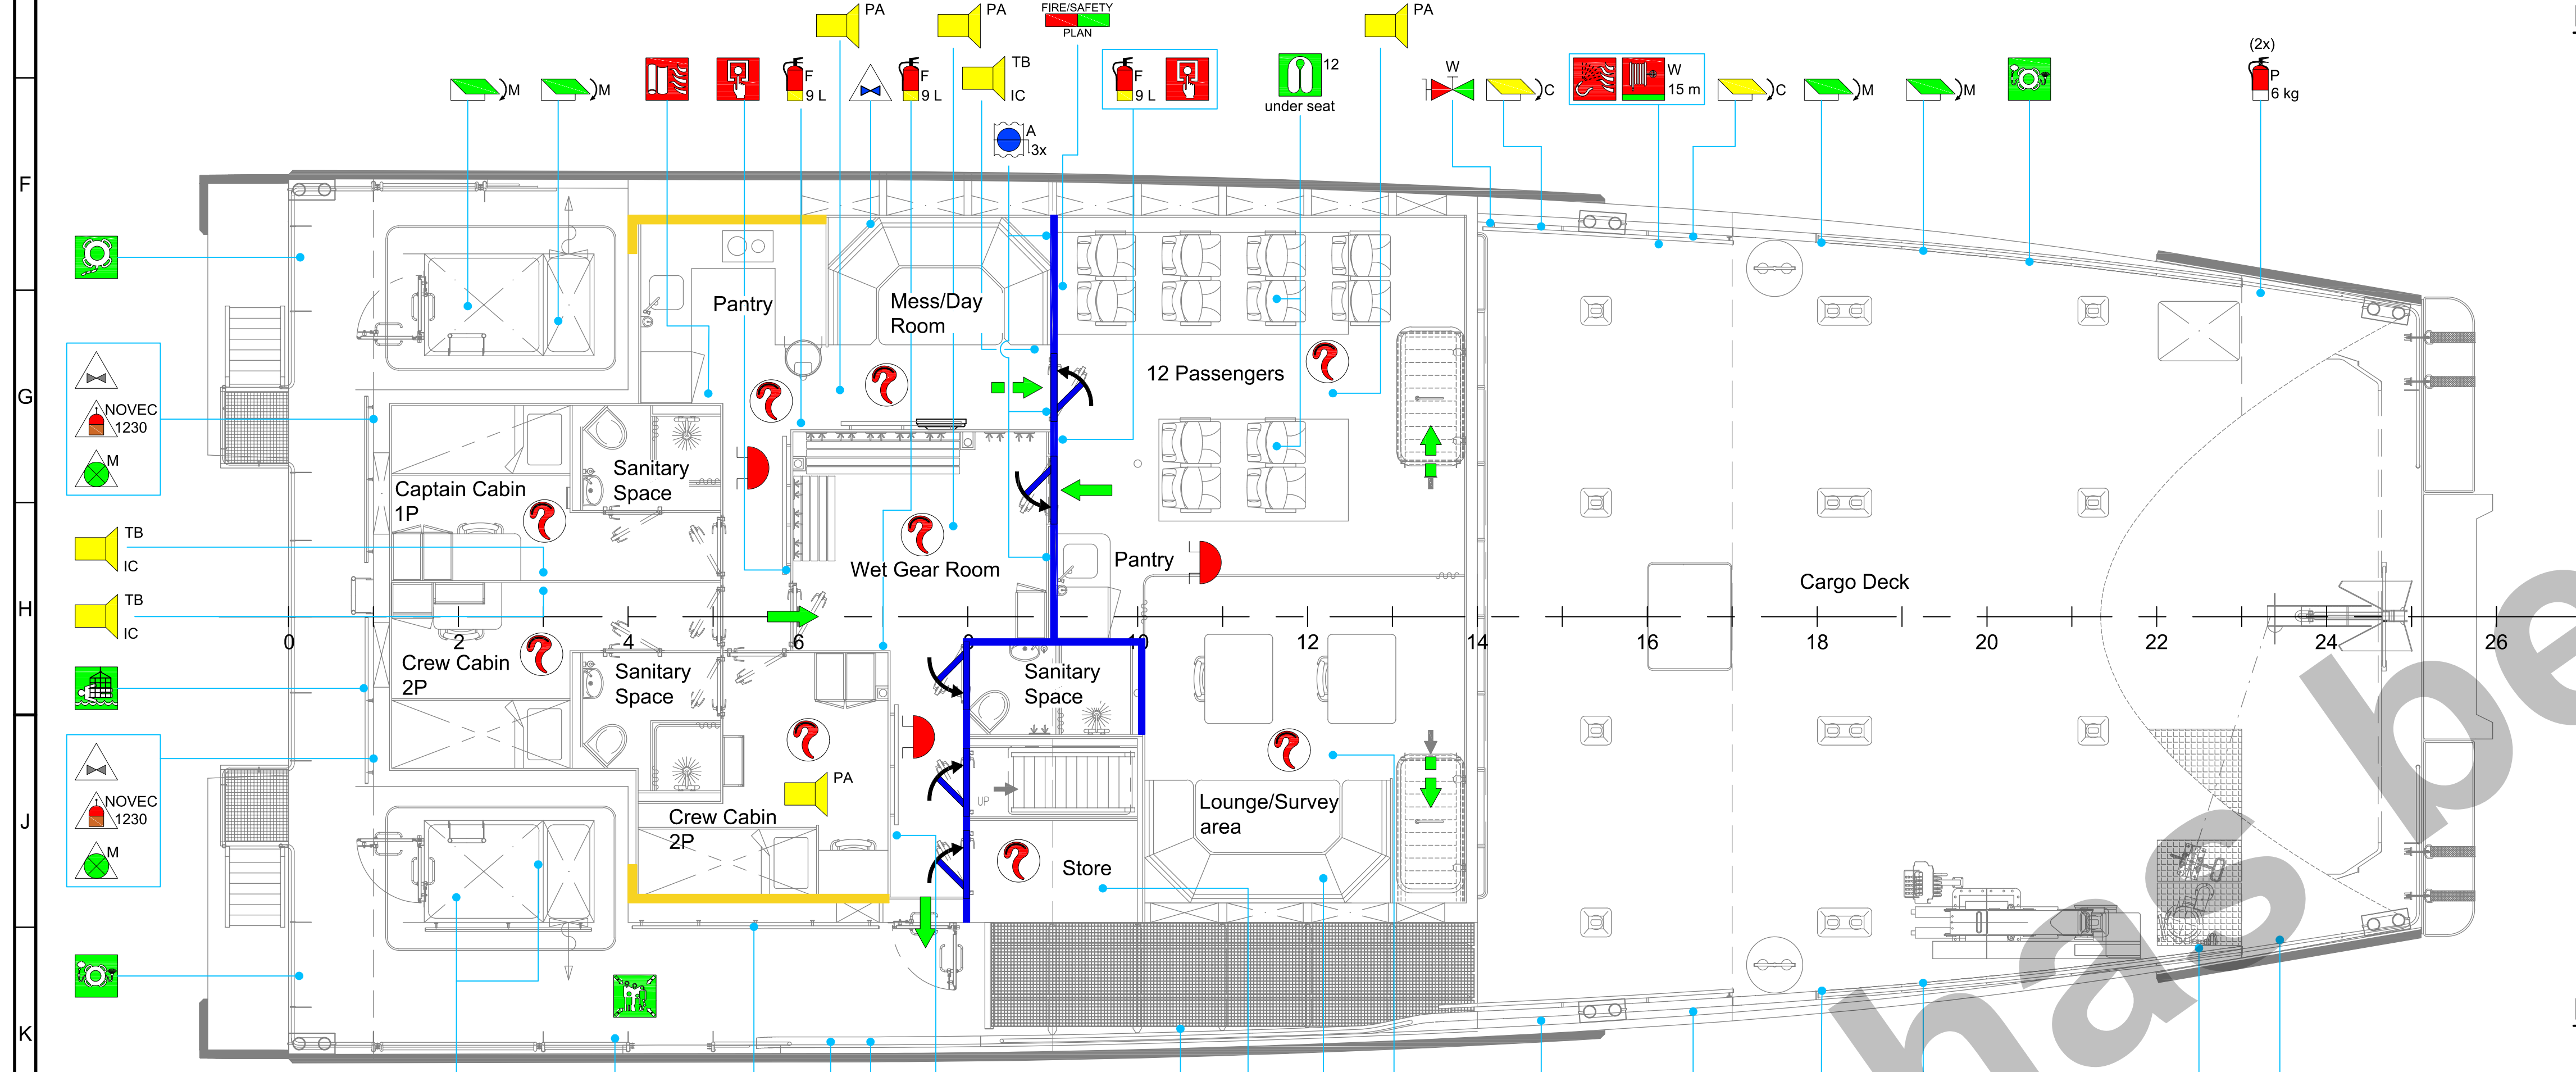 PA
PA
FIRE/SAFETY
PLAN
PA
M
M
F
9 L
F
9 L
TB
IC
F
9 L
12
under seat
W
C
W
15 m
C
M
M
(2x)
P
6 kg
A
3x
F
G
H
J
K
Pantry
Mess/Day
Room
12 Passengers
NOVEC
1230
M
Captain Cabin
1P
Sanitary
Space
TB
IC
TB
IC
Wet Gear Room
Pantry
Cargo Deck
0
2
4
6
10
12
14
16
18
20
22
24
26
Crew Cabin
2P
Sanitary
Space
Sanitary
Space
NOVEC
1230
M
PA
Crew Cabin
2P
UP
Lounge/Survey
area
Store
has be